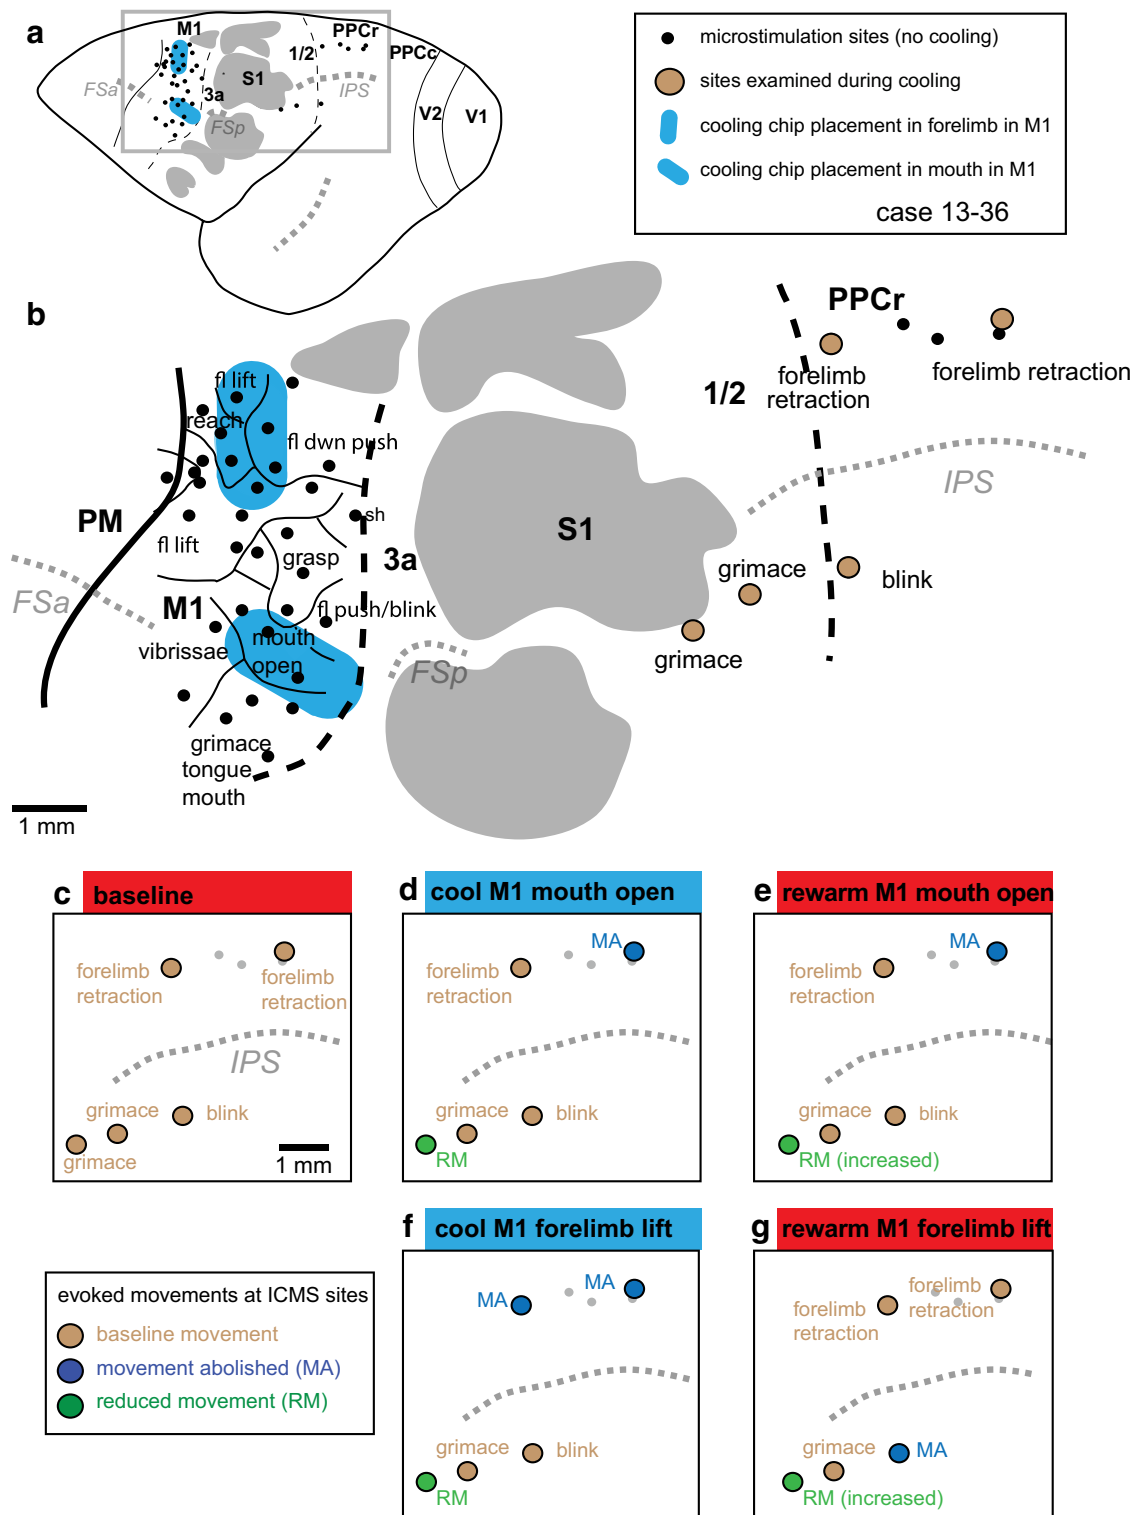 a
M1
PPCr
1/2
PPCc
S1
FSa
3a
IPS
FSp
V2
V1
microstimulation sites (no cooling)
sites examined during cooling
cooling chip placement in forelimb in M1
cooling chip placement in mouth in M1
case 13-36
b
PPCr
fl lift
forelimb retraction
forelimb
retraction
1/2
reach
fl dwn push
IPS
PM
sh
S1
fl lift
grasp
3a
grimace
blink
FSa
M1
fl push/blink
vibrissae
mouth
open
FSp
grimace
grimace
tongue
mouth
1 mm
c
baseline
forelimb
retraction
forelimb
retraction
IPS
grimace
blink
grimace
1 mm
d
cool M1 mouth open
MA
forelimb
retraction
grimace
blink
RM
e
rewarm M1 mouth open
MA
forelimb
retraction
grimace
blink
RM (increased)
evoked movements at ICMS sites
baseline movement
movement abolished (MA)
reduced movement (RM)
f
cool M1 forelimb lift
MA
MA
grimace
blink
RM
g
rewarm M1 forelimb lift
forelimb
retraction
forelimb
retraction
grimace
MA
RM (increased)